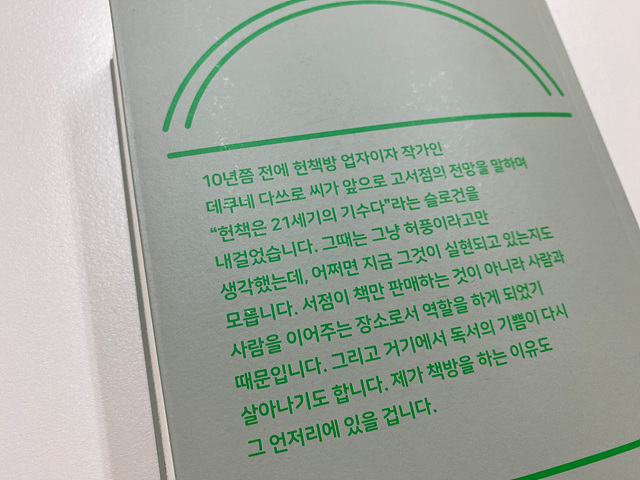 10년쯤 전에 헌책방 업자이자 작가인
데쿠네 다쓰로 씨가 앞으로 고서점의 전망을 말하며
“헌책은 21세기의 기수다”라는 슬로건을
내걸었습니다. 그때는 그냥 허풍이라고만
생각했는데, 어쩌면 지금 그것이 실현되고 있는지도
모릅니다. 서점이 책만 판매하는 것이 아니라 사람과
사람을 이어주는 장소로서 역할을 하게 되었기
때문입니다. 그리고 거기에서 독서의 기쁨이 다시
살아나기도 합니다. 제가 책방을 하는 이유도
그 언저리에 있을 겁니다.